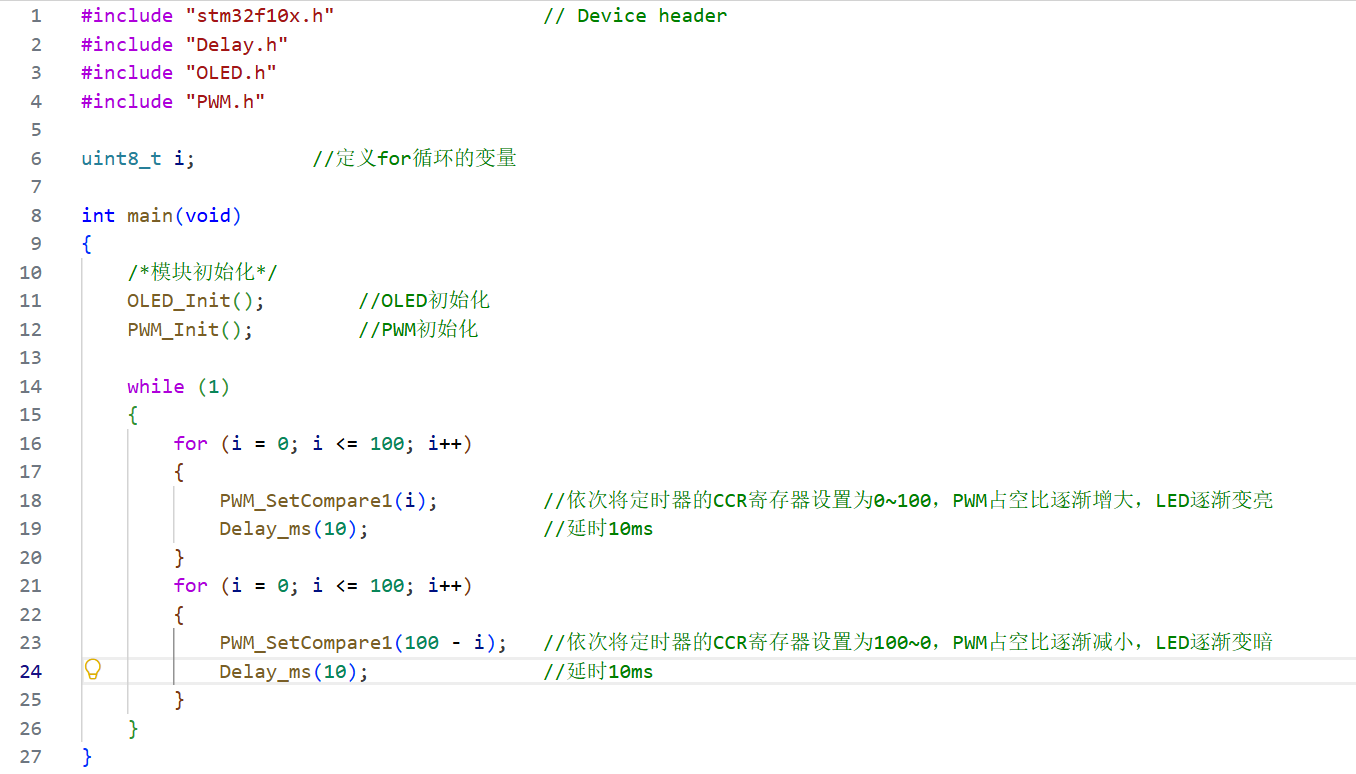 1 #include "stm32f10x.h" // Device header
2 #include "Delay.h"
3 #include "OLED.h"
4 #include "PWM.h"
5
6 uint8_t i; //定义for循环的变量
7
8 int main(void)
9 {
10 /*模块初始化*/
11 OLED_Init(); //OLED初始化
12 PWM_Init(); //PWM初始化
13
14 while (1)
15 {
16 for (i = 0; i <= 100; i++)
17 {
18 PWM_SetCompare1(i); //依次将定时器的CCR寄存器设置为0~100，PWM占空比逐渐增大，LED逐渐变亮
19 Delay_ms(10); //延时10ms
20 }
21 for (i = 0; i <= 100; i++)
22 {
23 PWM_SetCompare1(100 - i); //依次将定时器的CCR寄存器设置为100~0，PWM占空比逐渐减小，LED逐渐变暗
24 Delay_ms(10); //延时10ms
25 }
26 }
27 }